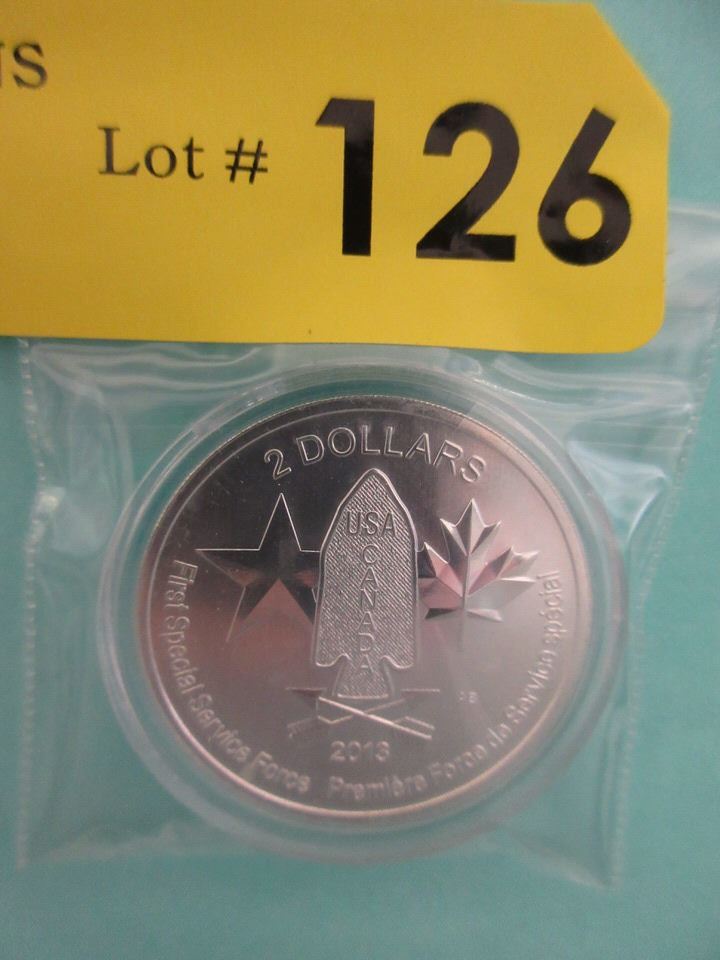 Lot # 126
2 DOLLARS
USA
CANADA
2013
First Special Service Force Première Force de Service spécial